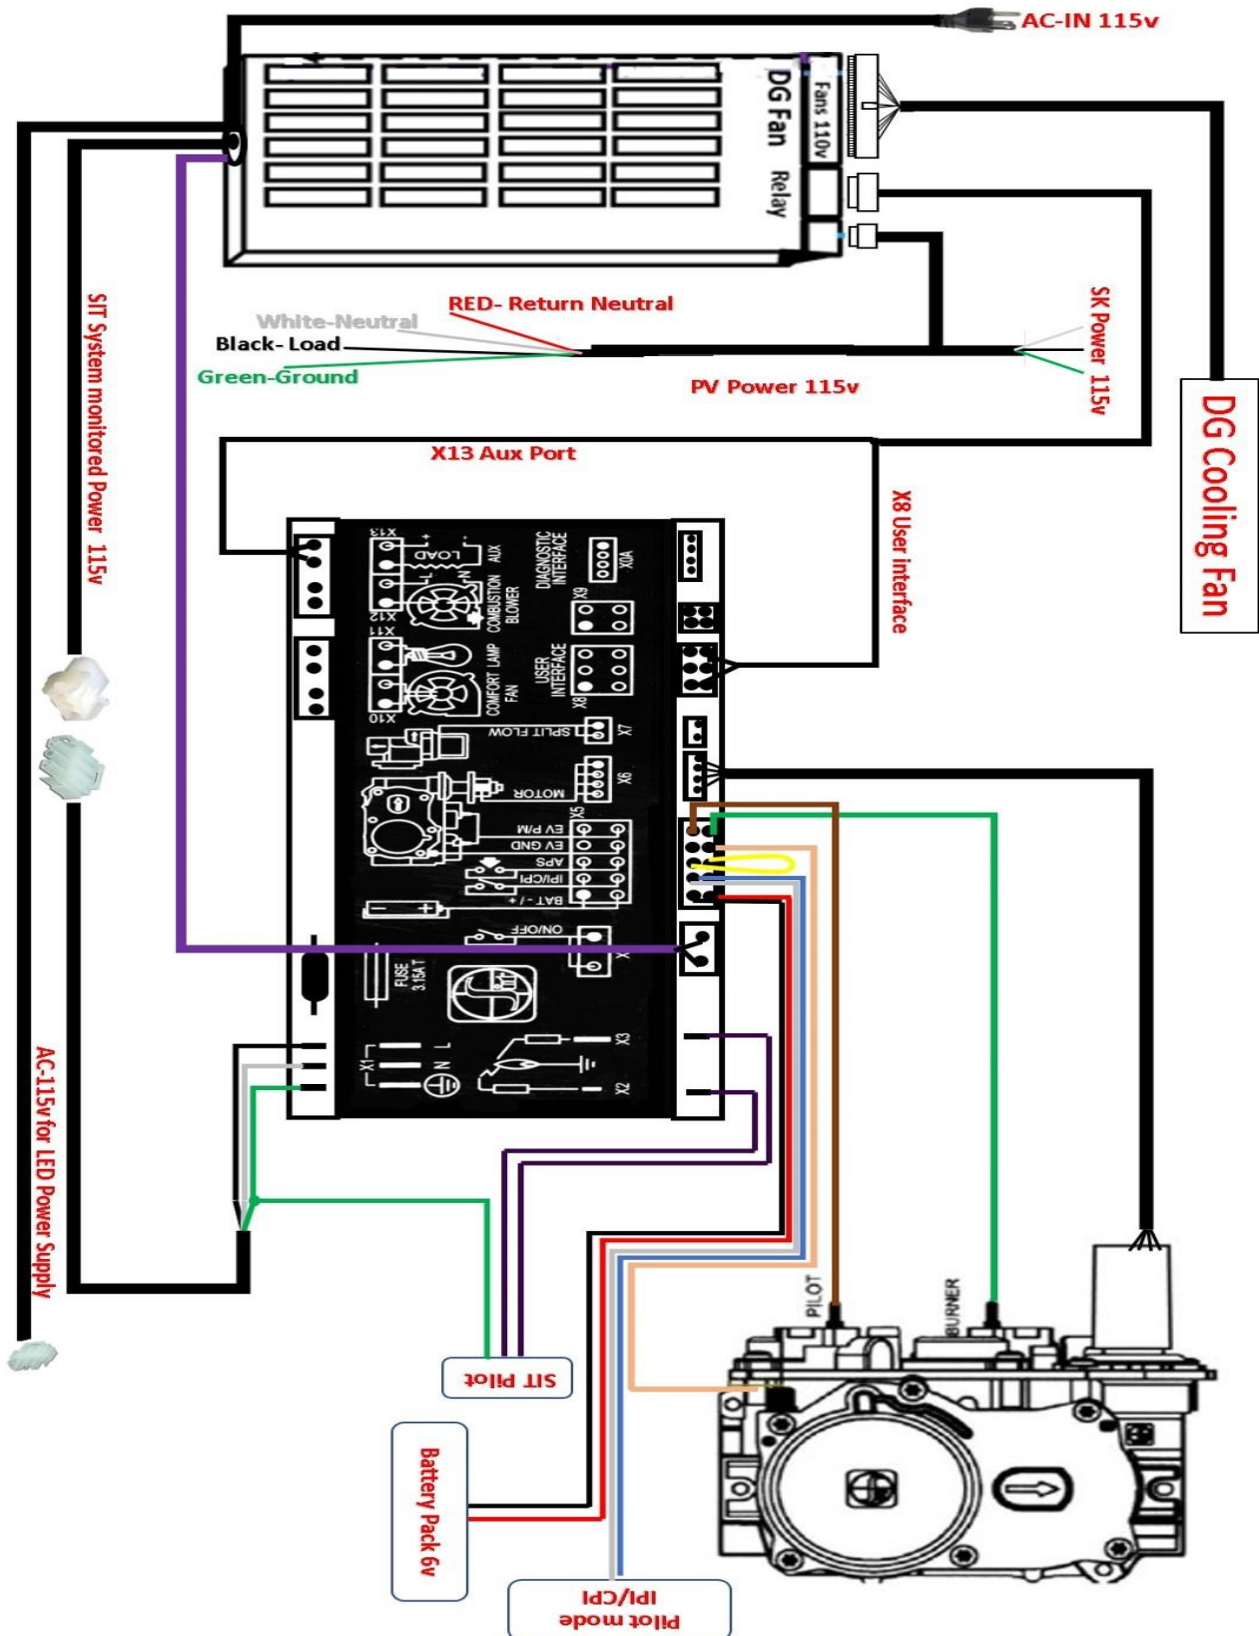 AC-IN 115v
Fans 110v
DG Fan
Relay
RED- Return Neutral
White-Neutral
Black- Load
Green-Ground
PV Power 115v
SK Power 115v
DG Cooling Fan
SIT System monitored Power 115v
X13 Aux Port
X8 User interface
X13
LOAD
+
-
AUX
L
N
X12
COMBUSTION
BLOWER
X11
LAMP
COMFORT
FAN
X10
DIAGNOSTIC
INTERFACE
X0A
X9
USER
INTERFACE
X8
SPLIT FLOW
X7
MOTOR
X6
X5
EV P/M
EV GND
APS
IPI/CPI
BAT - / +
ON/OFF
X
FUSE
3.15A T
X1
L
N
X3
X2
AC-115v for LED Power Supply
PILOT
BURNER
SIT Pilot
Battery Pack 6v
Pilot mode
IPI/CPI